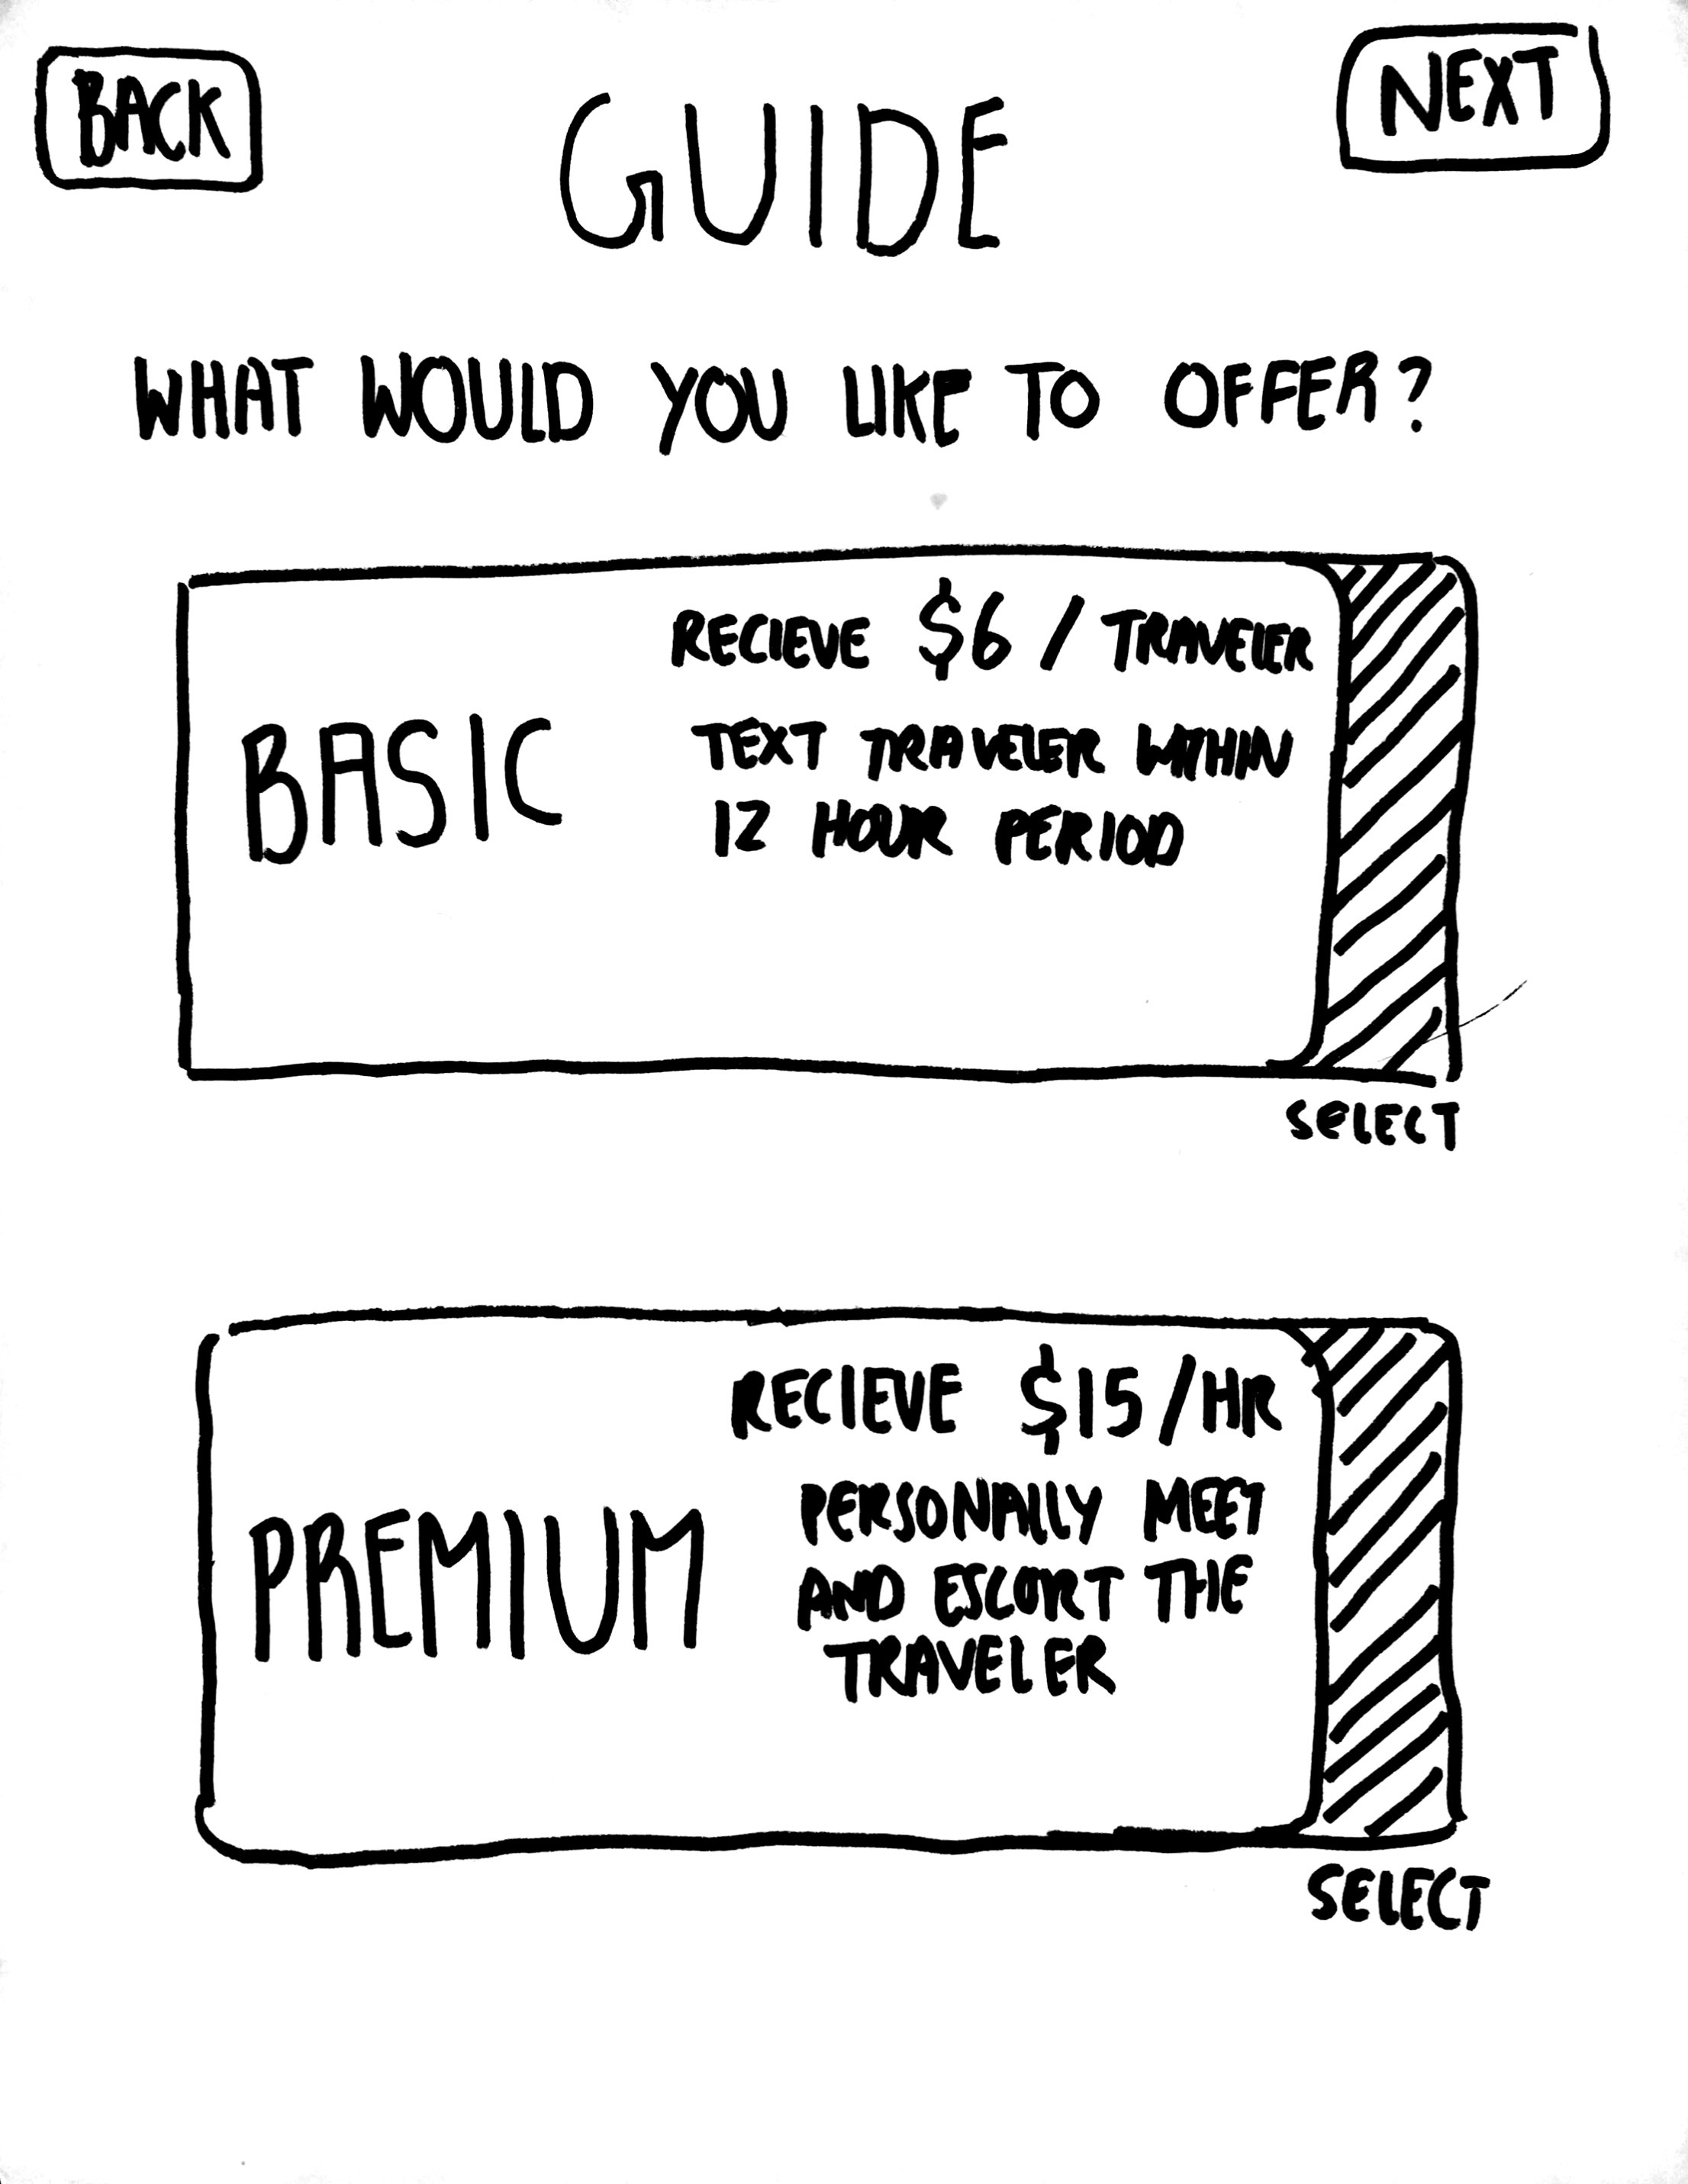 BACK
GUIDE
NEXT
WHAT WOULD YOU LIKE TO OFFER?
RECIEVE $6 / TRAVELER
BASIC
TEXT TRAVELER WITHIN
12 HOUR PERIOD
SELECT
RECIEVE $15/HR
PREMIUM
PERSONALLY MEET
AND ESCORT THE
TRAVELER
SELECT